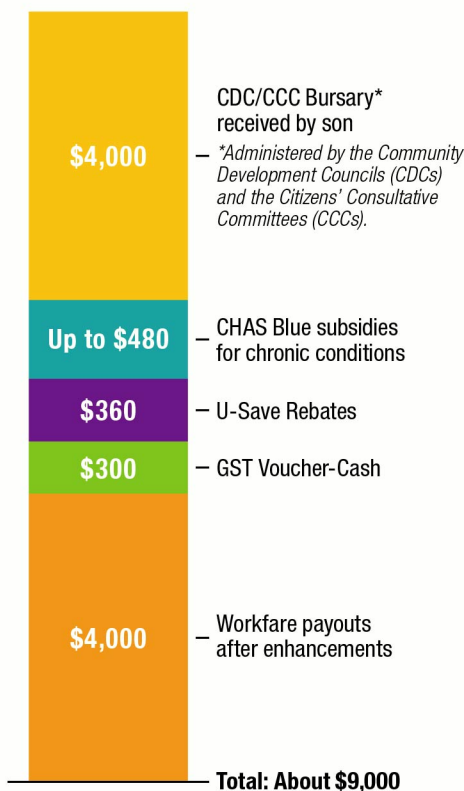 $4,000
CDC/CCC Bursary*
received by son
*Administered by the Community
Development Councils (CDCs)
and the Citizens’ Consultative
Committees (CCCs).
Up to $480
CHAS Blue subsidies
for chronic conditions
$360
U-Save Rebates
$300
GST Voucher-Cash
$4,000
Workfare payouts
after enhancements
Total: About $9,000